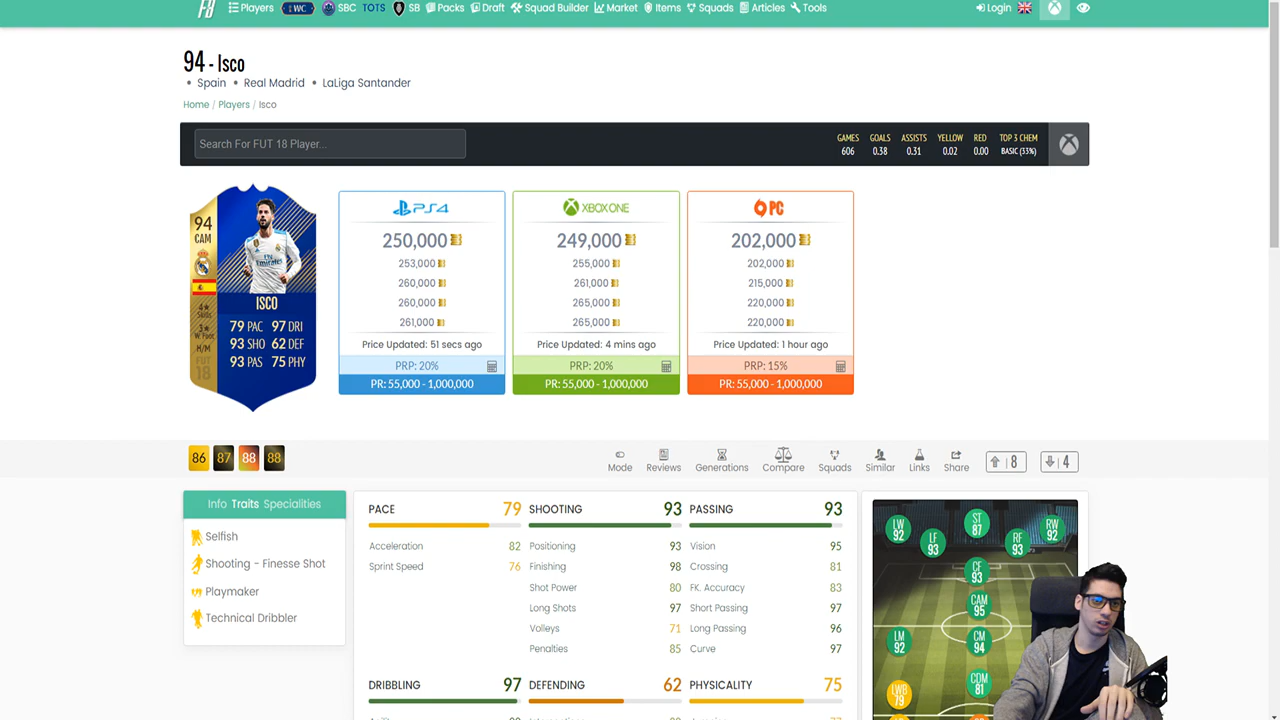 F8 Players WC SBC TOTS SB Packs Draft Squad Builder Market Items Squads Articles Tools Login
94 - Isco
• Spain • Real Madrid • LaLiga Santander
Home / Players / Isco
Search For FUT 18 Player...
GAMES GOALS ASSISTS YELLOW RED TOP 3 CHEM
606 0.38 0.31 0.02 0.00 BASIC (33%)
94
CAM
4★
Skills
W.Foot
H/M
FUT
18
ISCO
79 PAC 97 DRI
93 SHO 62 DEF
93 PAS 75 PHY
PS4
250,000
253,000
260,000
260,000
261,000
Price Updated: 51 secs ago
PRP: 20%
PR: 55,000 - 1,000,000
XBOX ONE
249,000
255,000
261,000
265,000
265,000
Price Updated: 4 mins ago
PRP: 20%
PR: 55,000 - 1,000,000
PC
202,000
202,000
215,000
220,000
220,000
Price Updated: 1 hour ago
PRP: 15%
PR: 55,000 - 1,000,000
86 87 88 88
Mode Reviews Generations Compare Squads Similar Links Share 8 4
Info Traits Specialities
Selfish
Shooting - Finesse Shot
Playmaker
Technical Dribbler
PACE 79
Acceleration 82
Sprint Speed 76
SHOOTING 93
Positioning 93
Finishing 98
Shot Power 80
Long Shots 97
Volleys 71
Penalties 85
PASSING 93
Vision 95
Crossing 81
FK. Accuracy 83
Short Passing 97
Long Passing 96
Curve 97
DRIBBLING 97
DEFENDING 62
PHYSICALITY 75
LW
92
LF
93
ST
87
RF
93
RW
92
CF
93
CAM
95
LM
92
CM
94
CDM
81
LWB
79